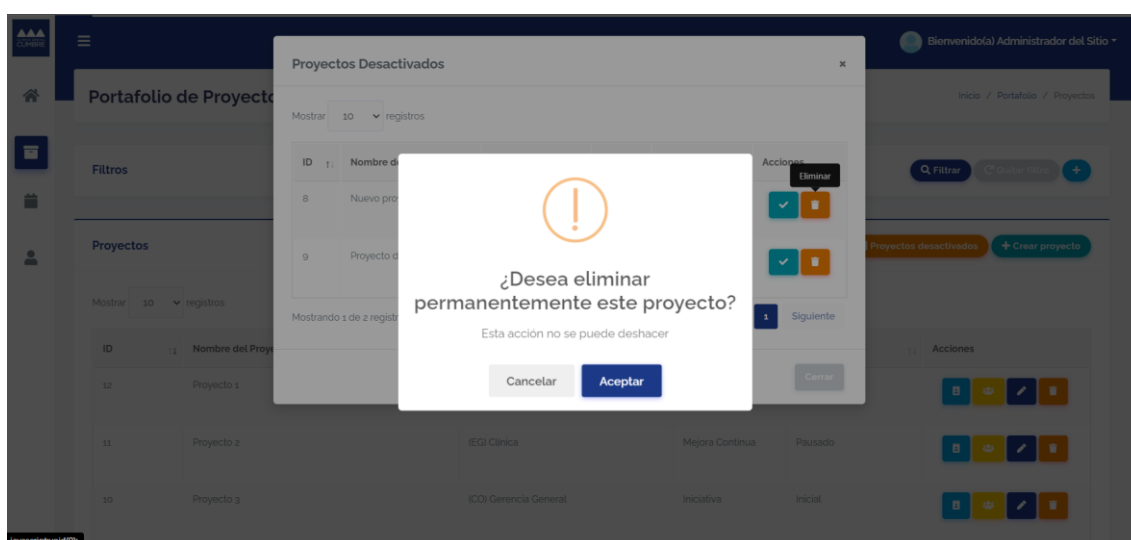 CUMBRE
Bienvenido(a) Administrador del Sitio
Proyectos Desactivados
×
Portafolio de Proyecto
Inicio / Portafolio / Proyectos
Mostrar 10 registros
ID Nombre d Acciones
Eliminar
Filtros
Filtrar Quitar filtro +
8 Nuevo pro
Proyectos
Proyectos desactivados + Crear proyecto
9 Proyecto d
¿Desea eliminar
permanentemente este proyecto?
Esta acción no se puede deshacer
Mostrar 10 registros
Mostrando 1 de 2 registr
1 Siguiente
ID Nombre del Proye Acciones
Cancelar Aceptar
Cerrar
12 Proyecto 1
11 Proyecto 2 (EG) Clínica Mejora Continua Pausado
10 Proyecto 3 (CO) Gerencia General Iniciativa Inicial